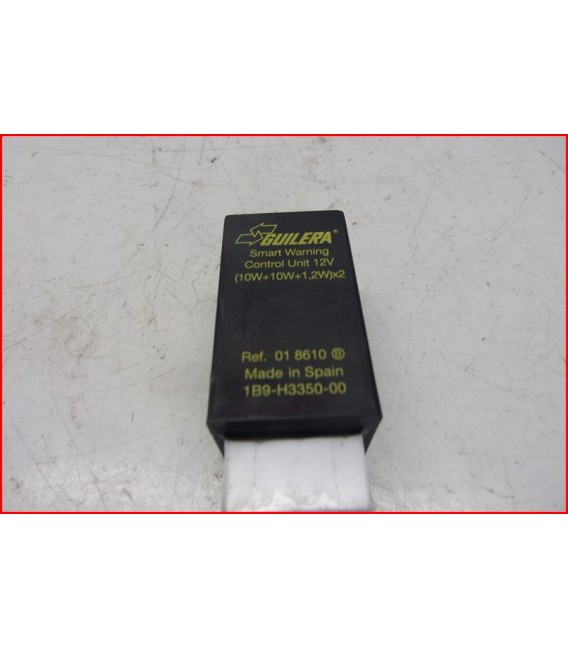 GUILERA®
Smart Warning
Control Unit 12V
(10W+10W+1,2W)x2
Ref. 01 8610
Made in Spain
1B9-H3350-00